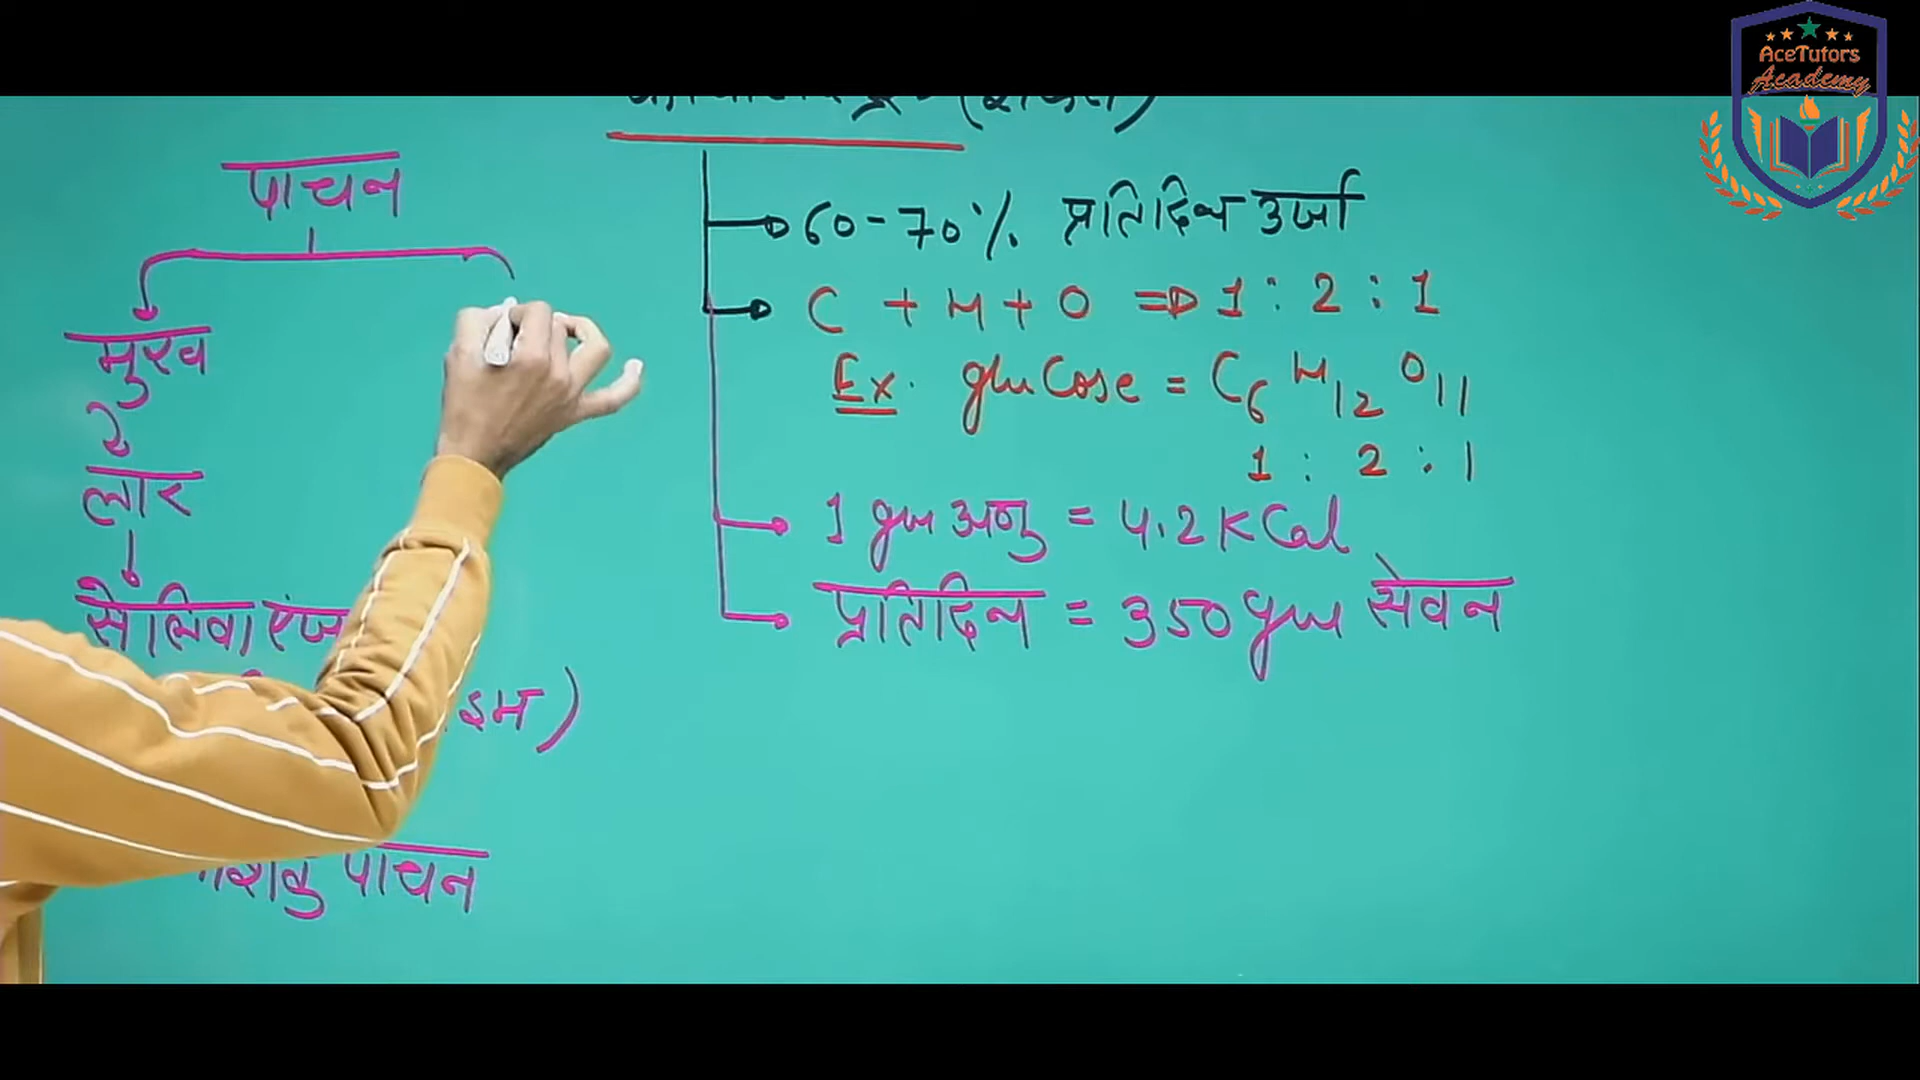 AceTutors
Academy
पाचन
मुख
लार
60-70% प्रतिदिन उर्जा
C + H + O => 1 : 2 : 1
Ex. glucose = C6 H12 O11
1 : 2 : 1
1 gm अणु = 4.2 KCal
प्रतिदिन = 350 gm सेवन
पाचन